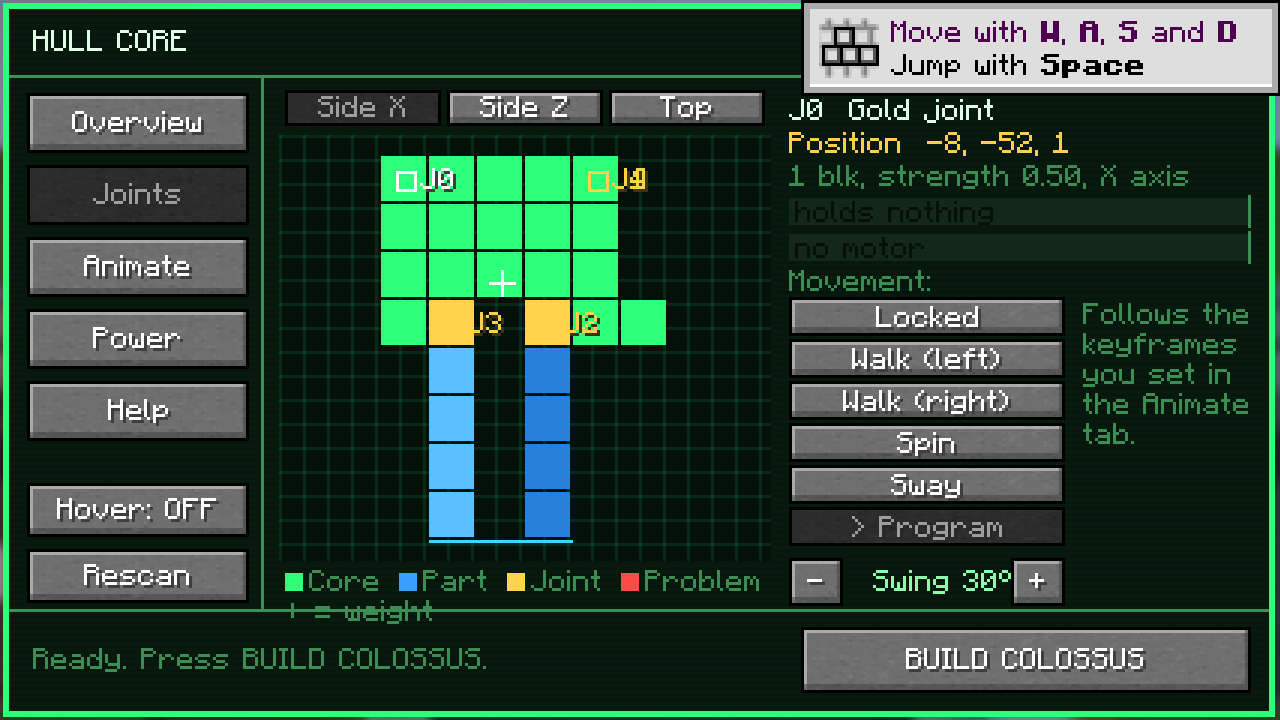 HULL CORE
Move with W, A, S and D
Jump with Space
Overview
Joints
Animate
Power
Help
Hover: OFF
Rescan
Side X
Side Z
Top
J0
J3
J2
Core
Part
Joint
Problem
+ = weight
J0 Gold joint
Position -8, -52, 1
1 blk, strength 0.50, X axis
holds nothing
no motor
Movement:
Locked
Walk (left)
Walk (right)
Spin
Sway
> Program
Follows the
keyframes
you set in
the Animate
tab.
-
Swing 30°
+
Ready. Press BUILD COLOSSUS.
BUILD COLOSSUS